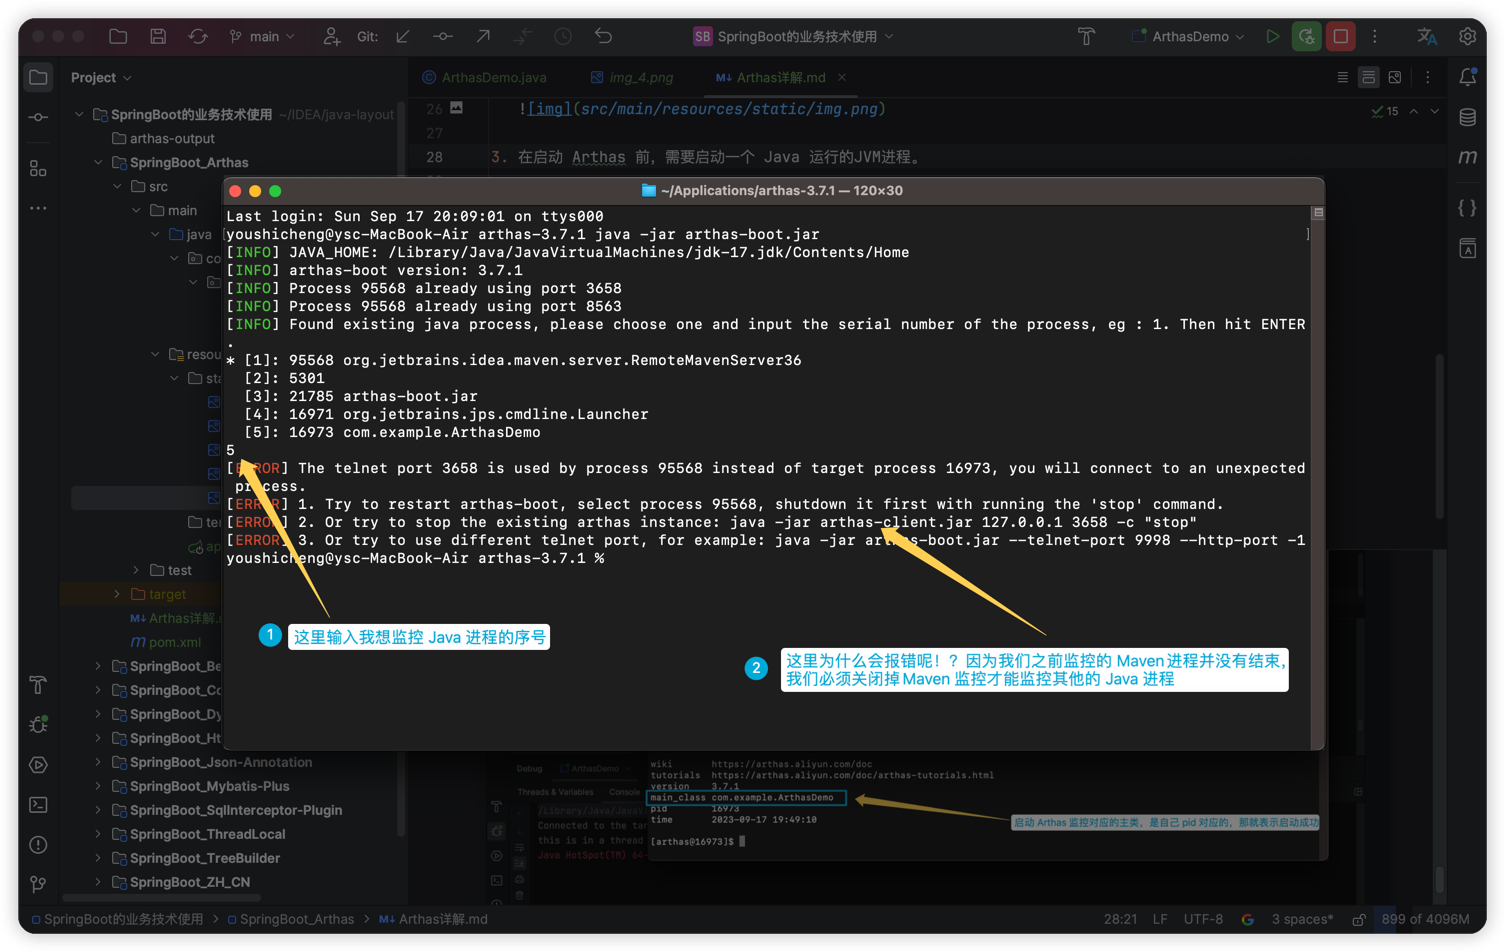 main
Git:
SB SpringBoot的业务技术使用
ArthasDemo
Project
ArthasDemo.java
img_4.png
M↓ Arthas详解.md
SpringBoot的业务技术使用 ~/IDEA/java-layout
arthas-output
SpringBoot_Arthas
src
main
java
co
resou
sta
ter
ap
test
target
M↓ Arthas详解.
pom.xml
SpringBoot_Be
SpringBoot_Co
SpringBoot_Dy
SpringBoot_Ht
SpringBoot_Json-Annotation
SpringBoot_Mybatis-Plus
SpringBoot_SqlInterceptor-Plugin
SpringBoot_ThreadLocal
SpringBoot_TreeBuilder
SpringBoot_ZH_CN
26 ![img](src/main/resources/static/img.png)
15
27
28 3. 在启动 Arthas 前，需要启动一个 Java 运行的JVM进程。
~/Applications/arthas-3.7.1 — 120×30
Last login: Sun Sep 17 20:09:01 on ttys000
youshicheng@ysc-MacBook-Air arthas-3.7.1 java -jar arthas-boot.jar
[INFO] JAVA_HOME: /Library/Java/JavaVirtualMachines/jdk-17.jdk/Contents/Home
[INFO] arthas-boot version: 3.7.1
[INFO] Process 95568 already using port 3658
[INFO] Process 95568 already using port 8563
[INFO] Found existing java process, please choose one and input the serial number of the process, eg : 1. Then hit ENTER
.
* [1]: 95568 org.jetbrains.idea.maven.server.RemoteMavenServer36
[2]: 5301
[3]: 21785 arthas-boot.jar
[4]: 16971 org.jetbrains.jps.cmdline.Launcher
[5]: 16973 com.example.ArthasDemo
5
[ERROR] The telnet port 3658 is used by process 95568 instead of target process 16973, you will connect to an unexpected
process.
[ERROR] 1. Try to restart arthas-boot, select process 95568, shutdown it first with running the 'stop' command.
[ERROR] 2. Or try to stop the existing arthas instance: java -jar arthas-client.jar 127.0.0.1 3658 -c "stop"
[ERROR] 3. Or try to use different telnet port, for example: java -jar arthas-boot.jar --telnet-port 9998 --http-port -1
youshicheng@ysc-MacBook-Air arthas-3.7.1 %
1 这里输入我想监控 Java 进程的序号
2 这里为什么会报错呢！？因为我们之前监控的 Maven进程并没有结束，
我们必须关闭掉Maven 监控才能监控其他的 Java 进程
Debug ArthasDemo
Threads & Variables Console
/Library/Java/JavaV
Connected to the tar
this is in a thread
Java HotSpot(TM) 64-
wiki https://arthas.aliyun.com/doc
tutorials https://arthas.aliyun.com/doc/arthas-tutorials.html
version 3.7.1
main_class com.example.ArthasDemo
pid 16973
time 2023-09-17 19:49:10
[arthas@16973]$
启动 Arthas 监控对应的主类，是自己 pid 对应的，那就表示启动成功
SpringBoot的业务技术使用 > SpringBoot_Arthas > M↓ Arthas详解.md
28:21 LF UTF-8 3 spaces* 899 of 4096M